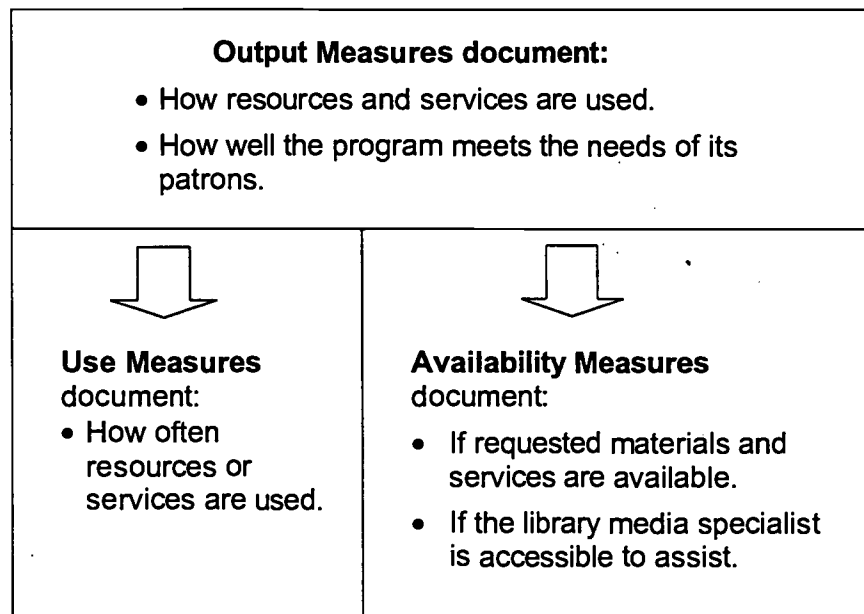 Output Measures document:
• How resources and services are used.
• How well the program meets the needs of its
patrons.
Use Measures
document:
• How often
resources or
services are used.
Availability Measures
document:
• If requested materials and
services are available.
• If the library media specialist
is accessible to assist.